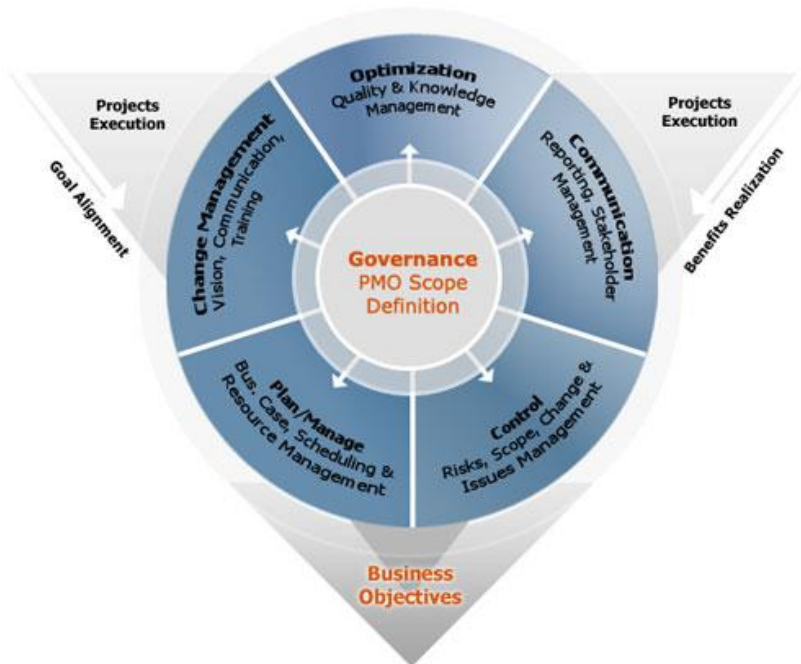 Optimization
Quality & Knowledge
Management
Projects
Execution
Projects
Execution
Goal Alignment
Change Management
Vision, Communication,
Training
Communication
Reporting, Stakeholder
Management
Benefits Realization
Governance
PMO Scope
Definition
Plan/Manage
Bus. Case, Scheduling &
Resource Management
Control
Risks, Scope, Change &
Issues Management
Business
Objectives